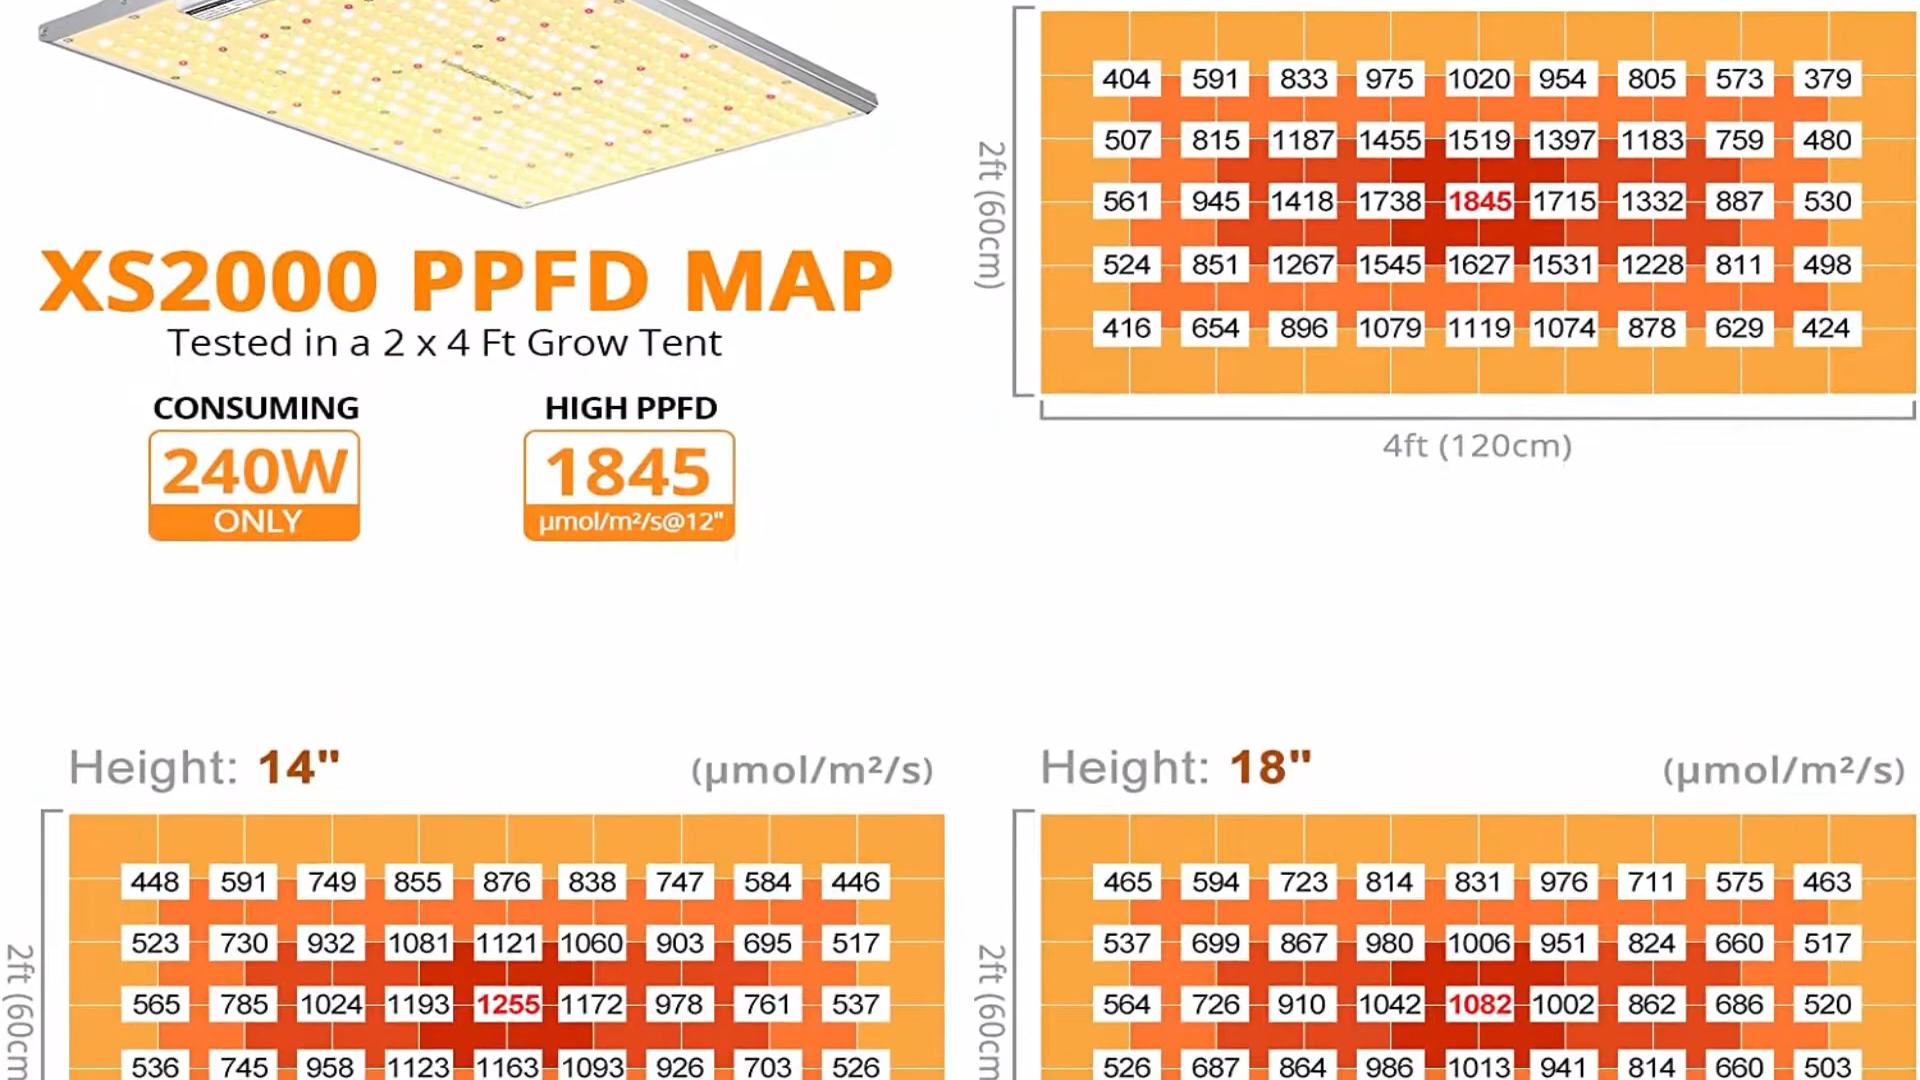 XS2000 PPFD MAP
Tested in a 2 x 4 Ft Grow Tent
CONSUMING
240W
ONLY
HIGH PPFD
1845
µmol/m²/s@12"
2ft (60cm)
404 591 833 975 1020 954 805 573 379
507 815 1187 1455 1519 1397 1183 759 480
561 945 1418 1738 1845 1715 1332 887 530
524 851 1267 1545 1627 1531 1228 811 498
416 654 896 1079 1119 1074 878 629 424
4ft (120cm)
Height: 14" (µmol/m²/s)
2ft (60cm
448 591 749 855 876 838 747 584 446
523 730 932 1081 1121 1060 903 695 517
565 785 1024 1193 1255 1172 978 761 537
536 745 958 1123 1163 1093 926 703 526
Height: 18" (µmol/m²/s)
2ft (60cm
465 594 723 814 831 976 711 575 463
537 699 867 980 1006 951 824 660 517
564 726 910 1042 1082 1002 862 686 520
526 687 864 986 1013 941 814 660 503